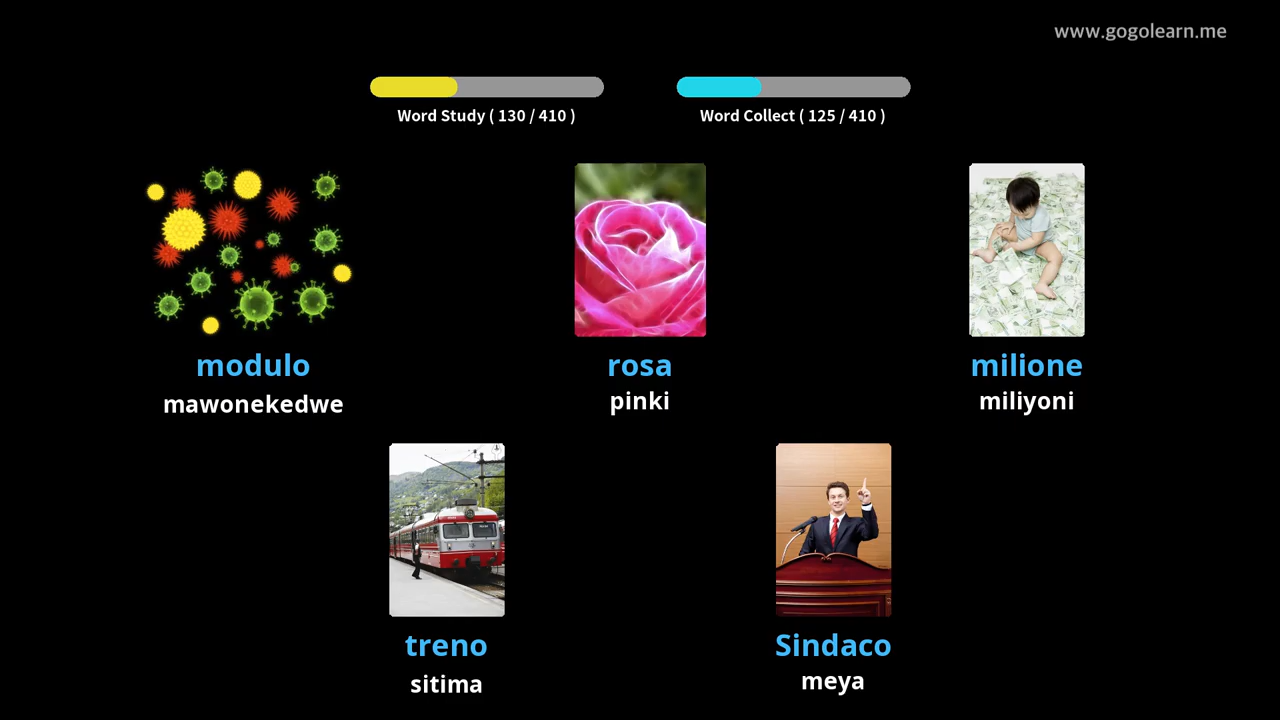 www.gogolearn.me
Word Study ( 130 / 410 )
Word Collect ( 125 / 410 )
modulo
mawonekedwe
rosa
pinki
milione
miliyoni
treno
sitima
Sindaco
meya